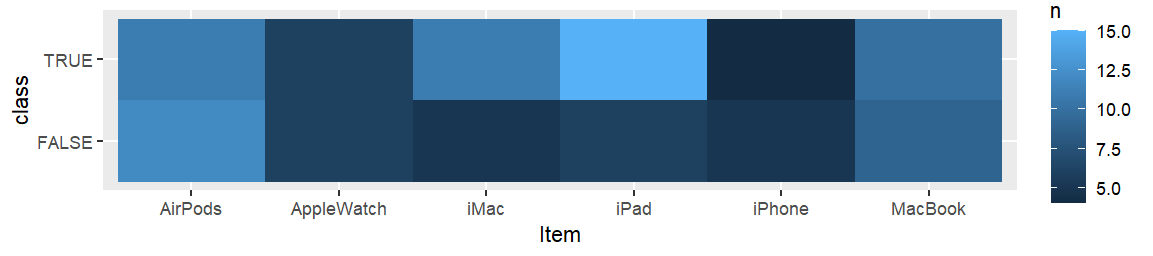 n
15.0
12.5
10.0
7.5
5.0
class
TRUE
FALSE
AirPods AppleWatch iMac iPad iPhone MacBook
Item